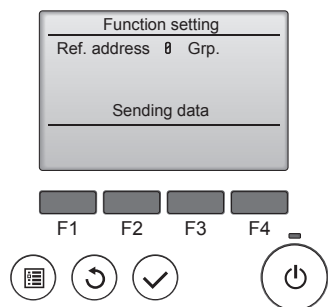 Function setting
Ref. address 0 Grp.
Sending data
F1 F2 F3 F4